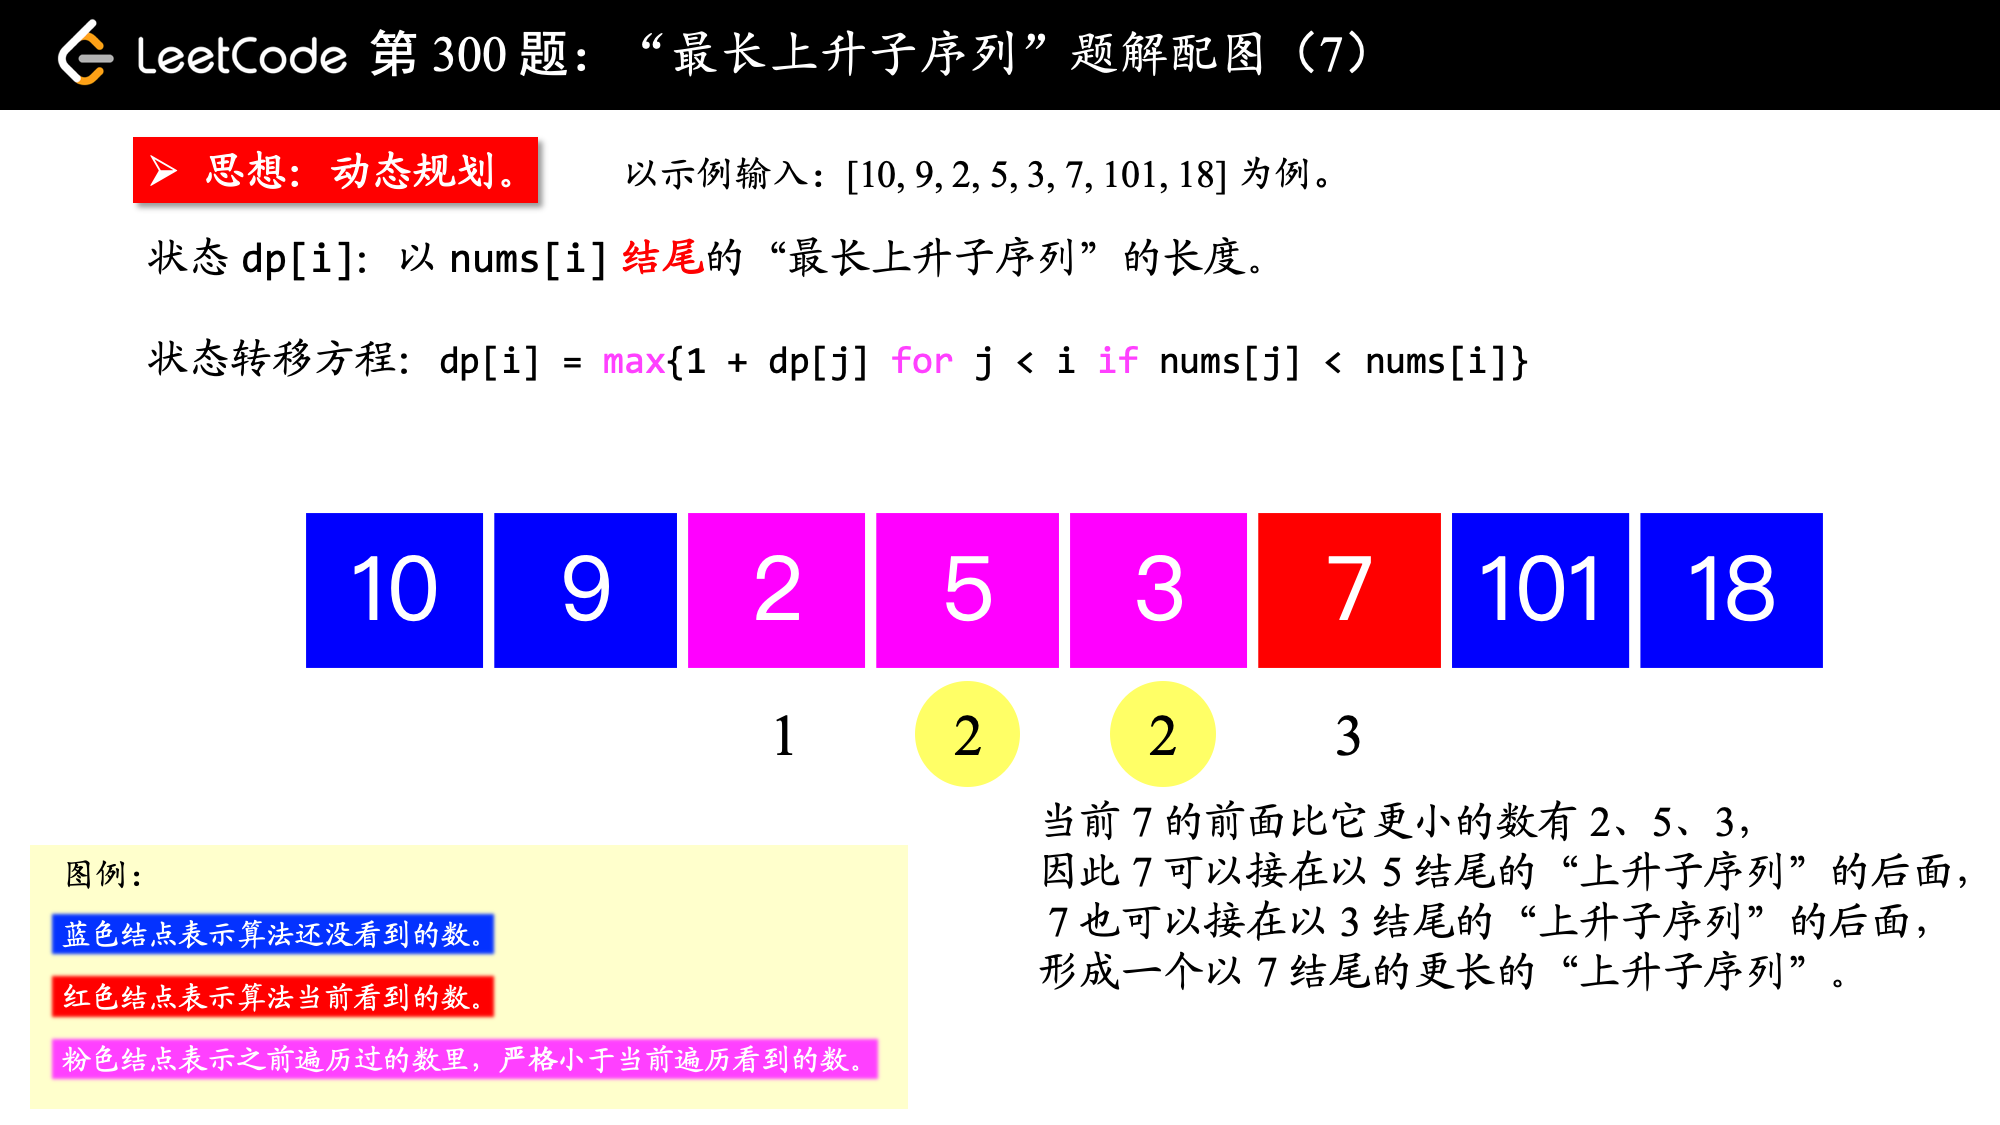 LeetCode 第 300 题：“最长上升子序列”题解配图（7）
➢ 思想：动态规划。
以示例输入：[10, 9, 2, 5, 3, 7, 101, 18] 为例。
状态 dp[i]：以 nums[i] 结尾的“最长上升子序列”的长度。
状态转移方程：dp[i] = max{1 + dp[j] for j < i if nums[j] < nums[i]}
10 9 2 5 3 7 101 18
1 2 2 3
当前 7 的前面比它更小的数有 2、5、3，
因此 7 可以接在以 5 结尾的“上升子序列”的后面，
7 也可以接在以 3 结尾的“上升子序列”的后面，
形成一个以 7 结尾的更长的“上升子序列”。
图例：
蓝色结点表示算法还没看到的数。
红色结点表示算法当前看到的数。
粉色结点表示之前遍历过的数里，严格小于当前遍历看到的数。